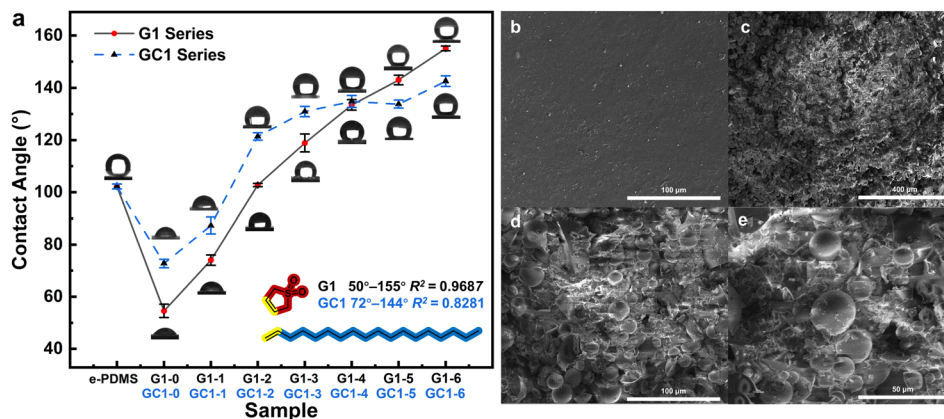 a
160
140
120
100
80
60
40
Contact Angle (°)
G1 Series
GC1 Series
O
O
S
G1 50°–155° R² = 0.9687
GC1 72°–144° R² = 0.8281
e-PDMS G1-0 G1-1 G1-2 G1-3 G1-4 G1-5 G1-6
GC1-0 GC1-1 GC1-2 GC1-3 GC1-4 GC1-5 GC1-6
Sample
b
100 µm
c
400 µm
d
100 µm
e
50 µm